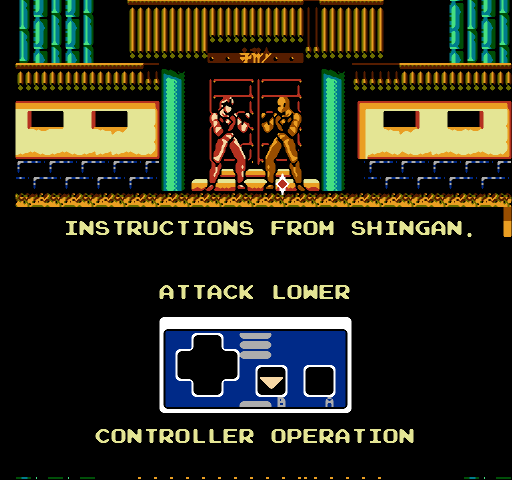 INSTRUCTIONS FROM SHINGAN.
ATTACK LOWER
B A
CONTROLLER OPERATION